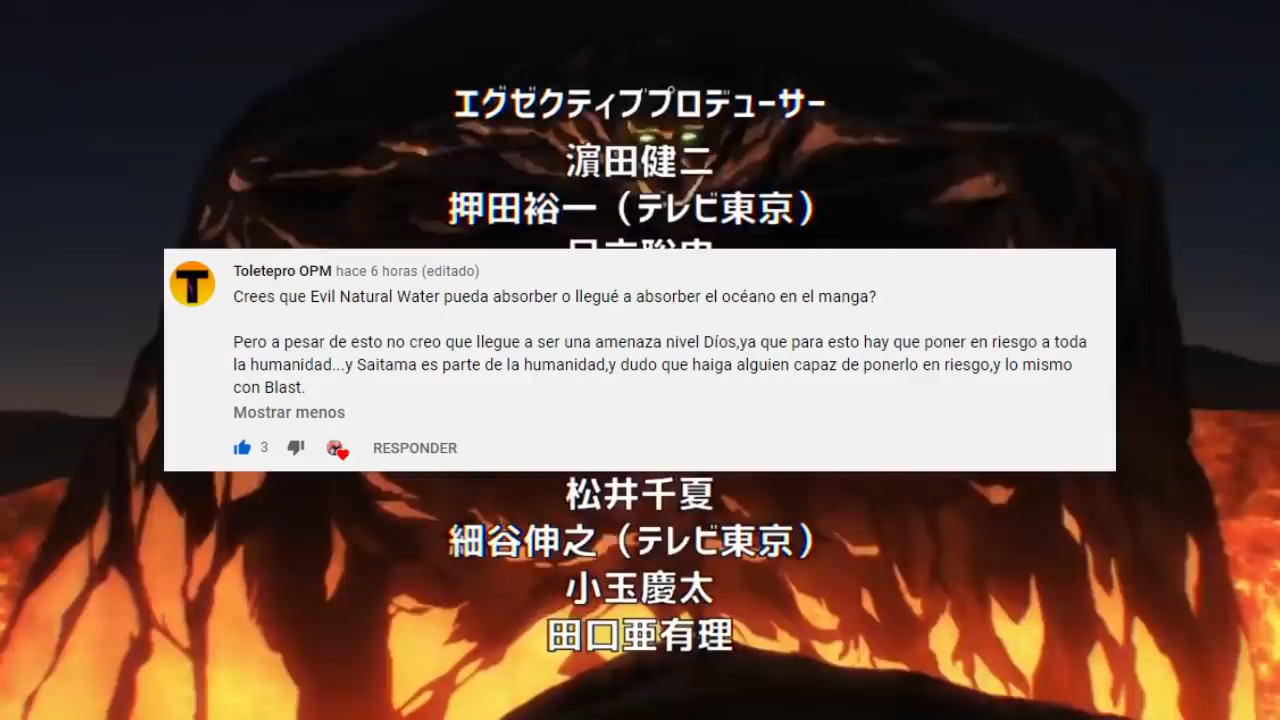 エグゼクティブプロデューサー
濵田健二
押田裕一（テレビ東京）
Toletepro OPM hace 6 horas (editado)
Crees que Evil Natural Water pueda absorber o llegué a absorber el océano en el manga?
Pero a pesar de esto no creo que llegue a ser una amenaza nivel Díos,ya que para esto hay que poner en riesgo a toda
la humanidad...y Saitama es parte de la humanidad,y dudo que haiga alguien capaz de ponerlo en riesgo,y lo mismo
con Blast.
Mostrar menos
3 RESPONDER
松井千夏
細谷伸之（テレビ東京）
小玉慶太
田口亜有理